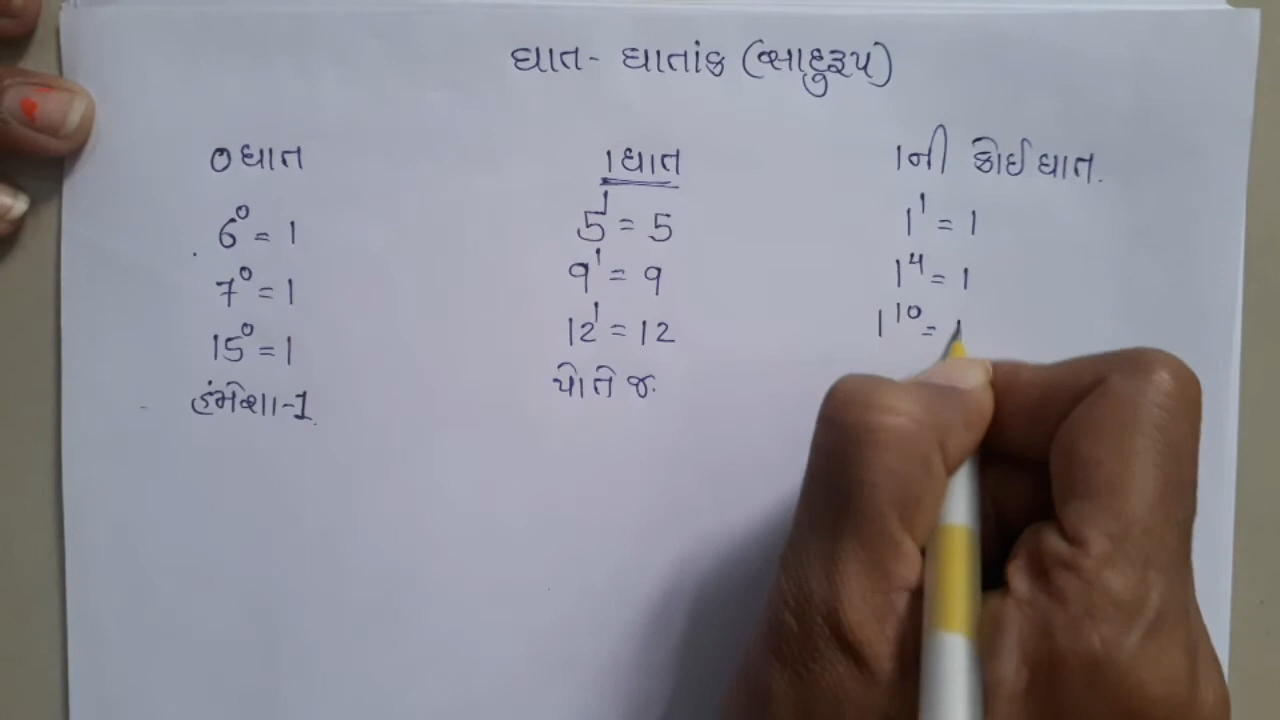 ઘાત - ઘાતાંક (સાદુરૂપ)
0 ઘાત
6⁰ = 1
7⁰ = 1
15⁰ = 1
હંમેશા - 1
1 ઘાત
5¹ = 5
9¹ = 9
12¹ = 12
પોતે જ.
1ની કોઈ ઘાત.
1¹ = 1
1⁴ = 1
1¹⁰ = 1